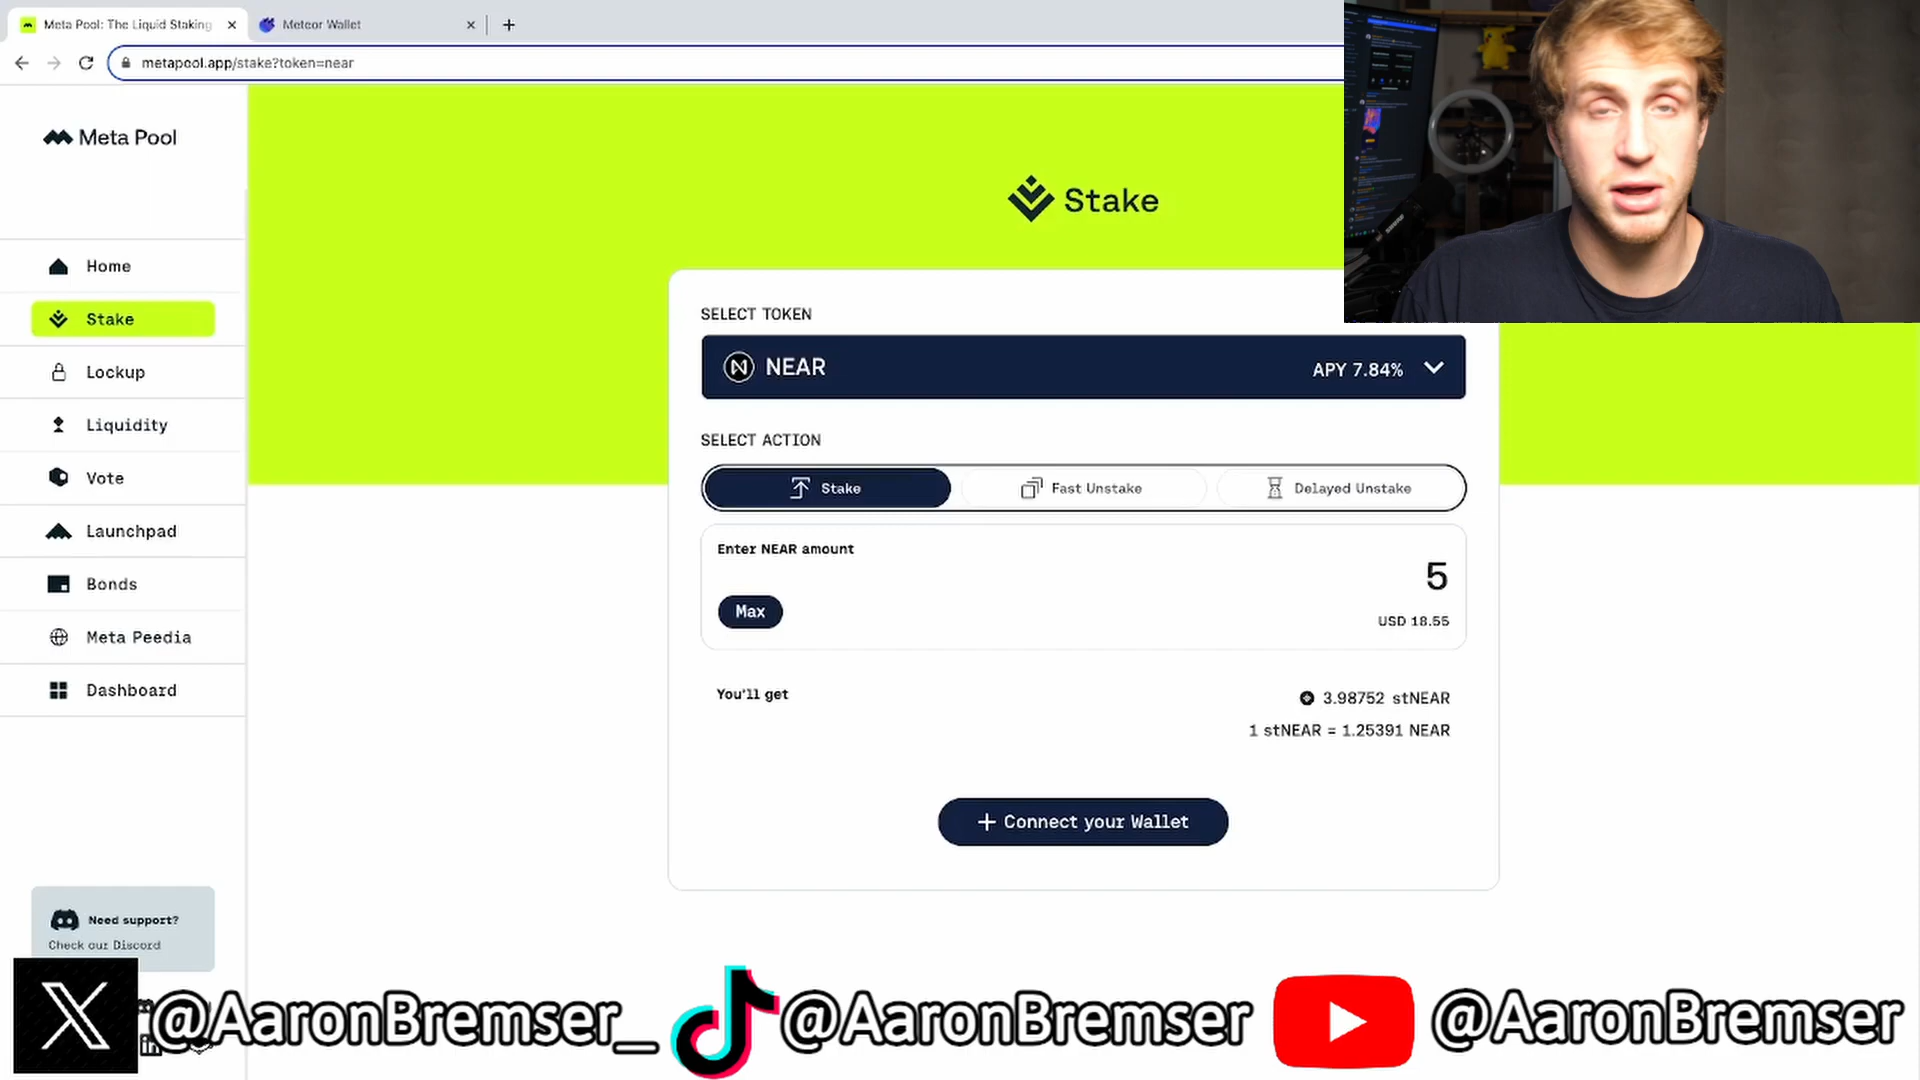 Meta Pool: The Liquid Staking
Meteor Wallet
metapool.app/stake?token=near
Meta Pool
Home
Stake
Lockup
Liquidity
Vote
Launchpad
Bonds
Meta Peedia
Dashboard
Need support?
Check our Discord
Stake
SELECT TOKEN
NEAR
APY 7.84%
SELECT ACTION
Stake
Fast Unstake
Delayed Unstake
Enter NEAR amount
5
Max
USD 18.55
You'll get
3.98752 stNEAR
1 stNEAR = 1.25391 NEAR
+ Connect your Wallet
@AaronBremser_
@AaronBremser
@AaronBremser